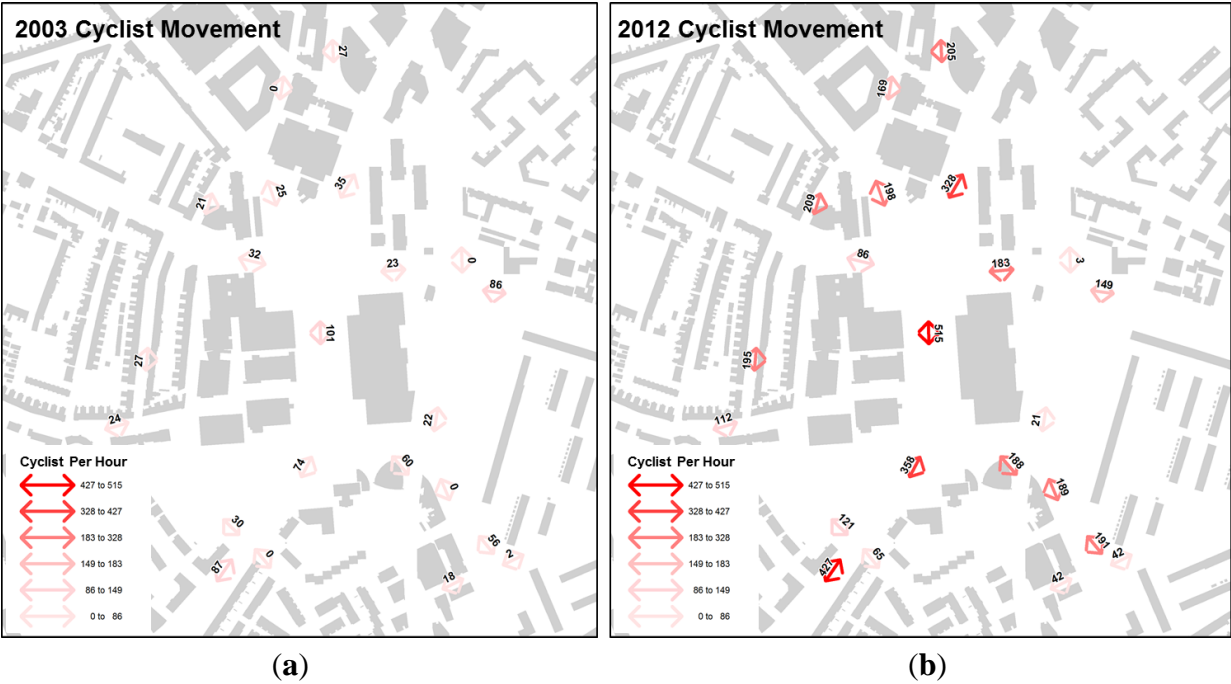 2003 Cyclist Movement
27
0
21
25
35
32
23
0
86
101
27
24
22
74
60
0
30
0
87
56
2
18
Cyclist Per Hour
427 to 515
328 to 427
183 to 328
149 to 183
86 to 149
0 to 86
(a)
2012 Cyclist Movement
205
169
209
198
328
86
183
3
149
515
195
112
21
358
188
189
121
65
427
191
42
42
Cyclist Per Hour
427 to 515
328 to 427
183 to 328
149 to 183
86 to 149
0 to 86
(b)